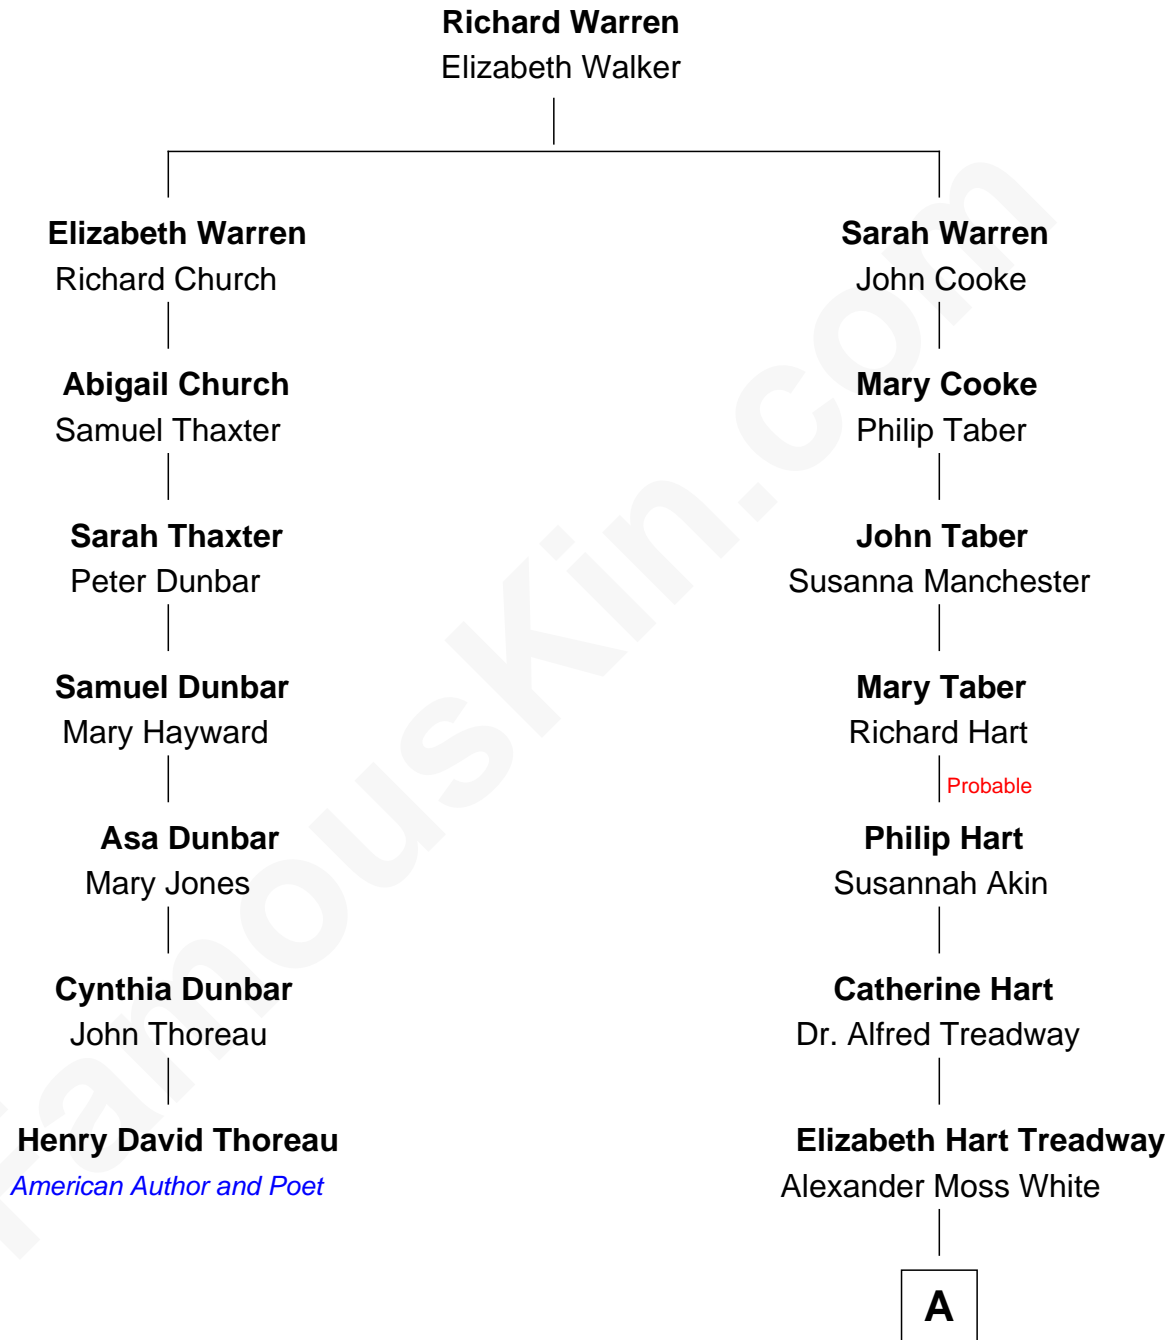 Richard Warren
Elizabeth Walker
Elizabeth Warren
Richard Church
Sarah Warren
John Cooke
Abigail Church
Samuel Thaxter
Mary Cooke
Philip Taber
Sarah Thaxter
Peter Dunbar
John Taber
Susanna Manchester
Samuel Dunbar
Mary Hayward
Mary Taber
Richard Hart
Probable
Asa Dunbar
Mary Jones
Philip Hart
Susannah Akin
Cynthia Dunbar
John Thoreau
Catherine Hart
Dr. Alfred Treadway
Henry David Thoreau
American Author and Poet
Elizabeth Hart Treadway
Alexander Moss White
A
FamousKin.com